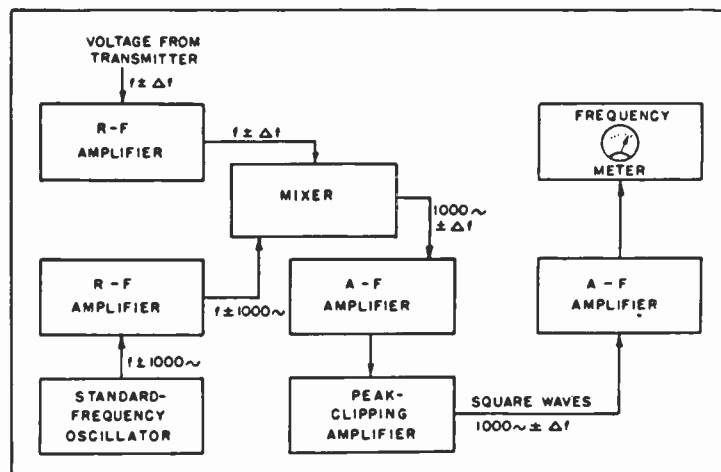 VOLTAGE FROM
TRANSMITTER
f ± Δf
R-F
AMPLIFIER
f ± Δf
MIXER
1000~
± Δf
R-F
AMPLIFIER
f±1000~
f±1000~
STANDARD-
FREQUENCY
OSCILLATOR
A-F
AMPLIFIER
PEAK-
CLIPPING
AMPLIFIER
SQUARE WAVES
1000~ ± Δf
A-F
AMPLIFIER
FREQUENCY
METER